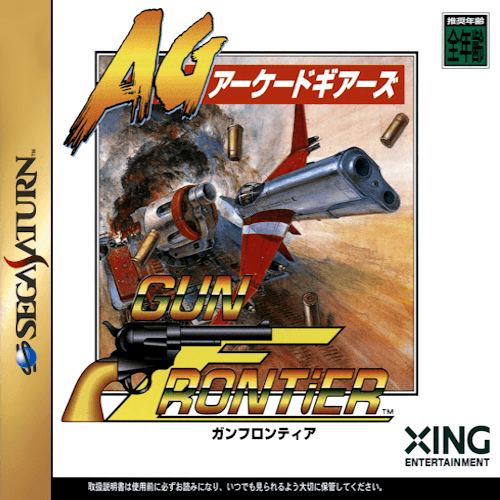 推奨年齢
全年齢
AG
アーケードギアーズ
SEGA SATURN™
GUN
FRONTiER™
ガンフロンティア
XING
ENTERTAINMENT
取扱説明書は使用前に必ずお読みになり、いつでも見られるよう大切に保管してください。